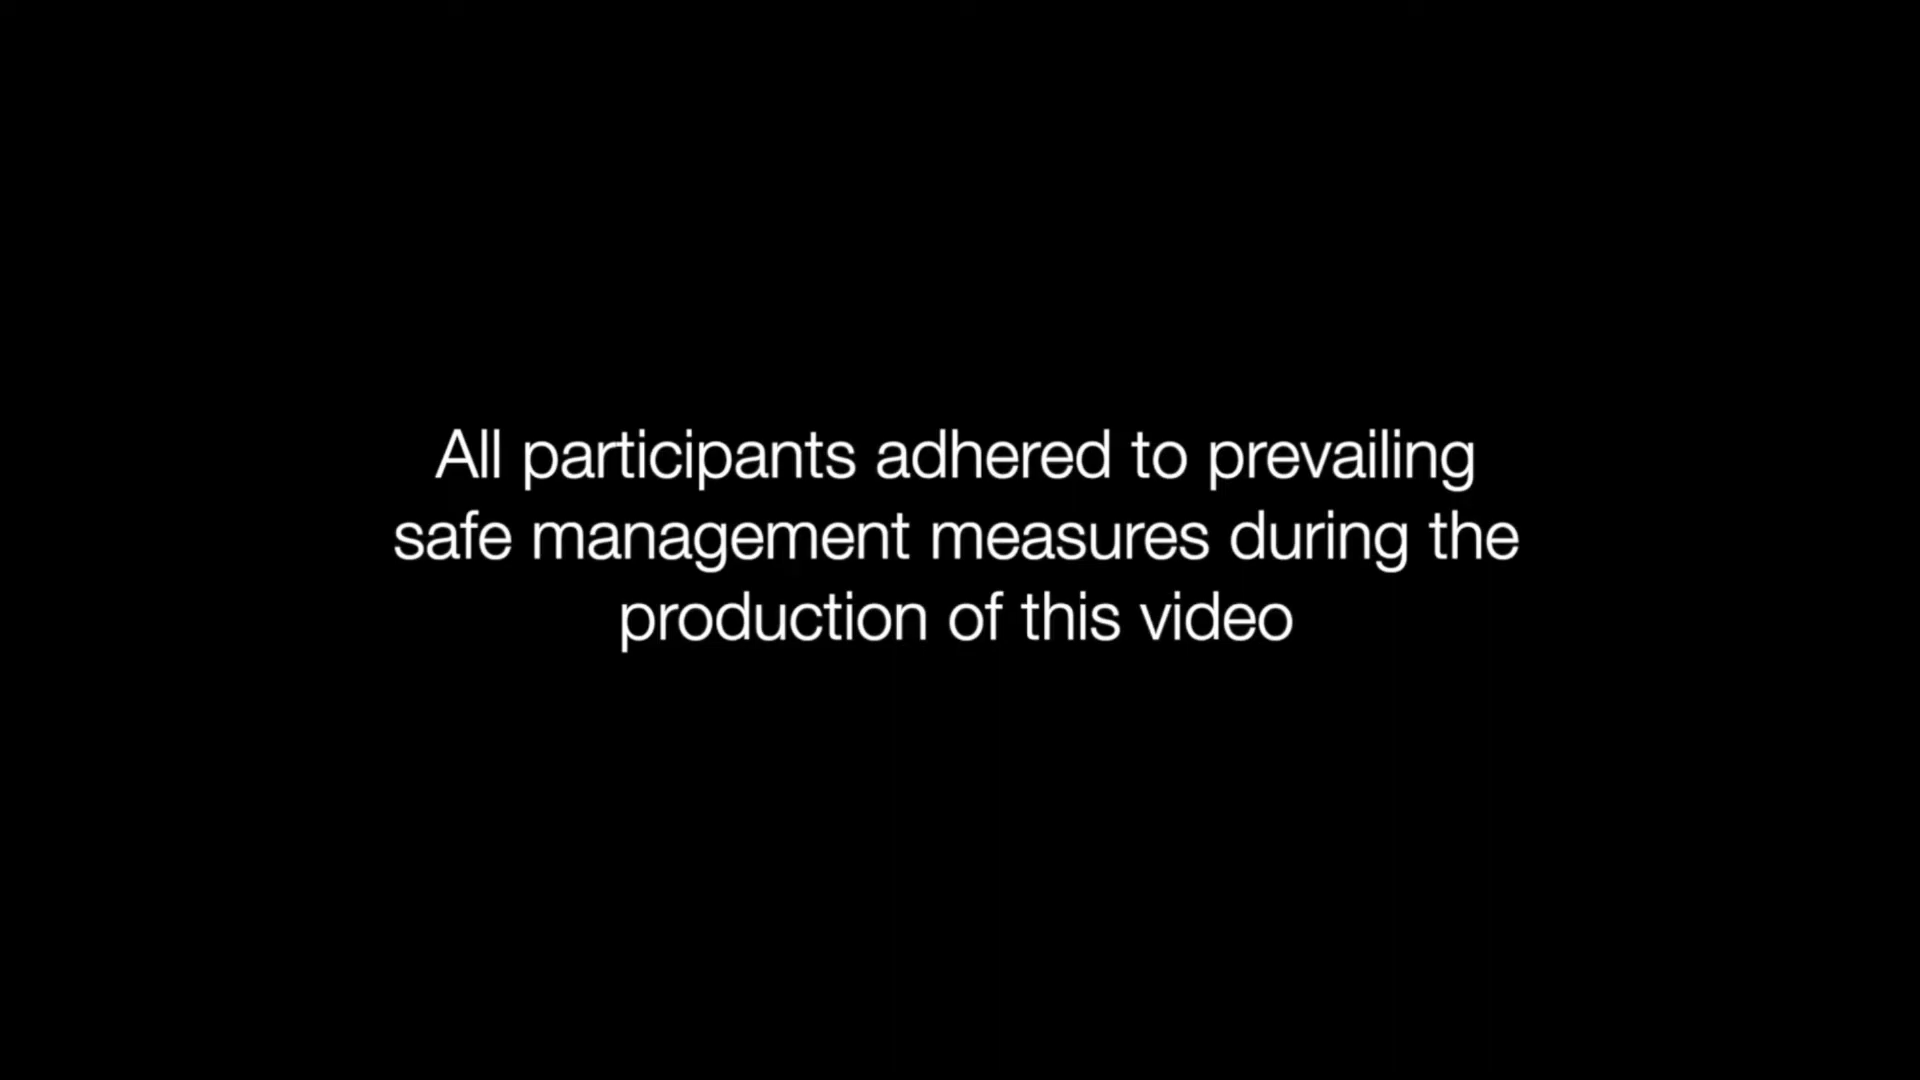 All participants adhered to prevailing
safe management measures during the
production of this video